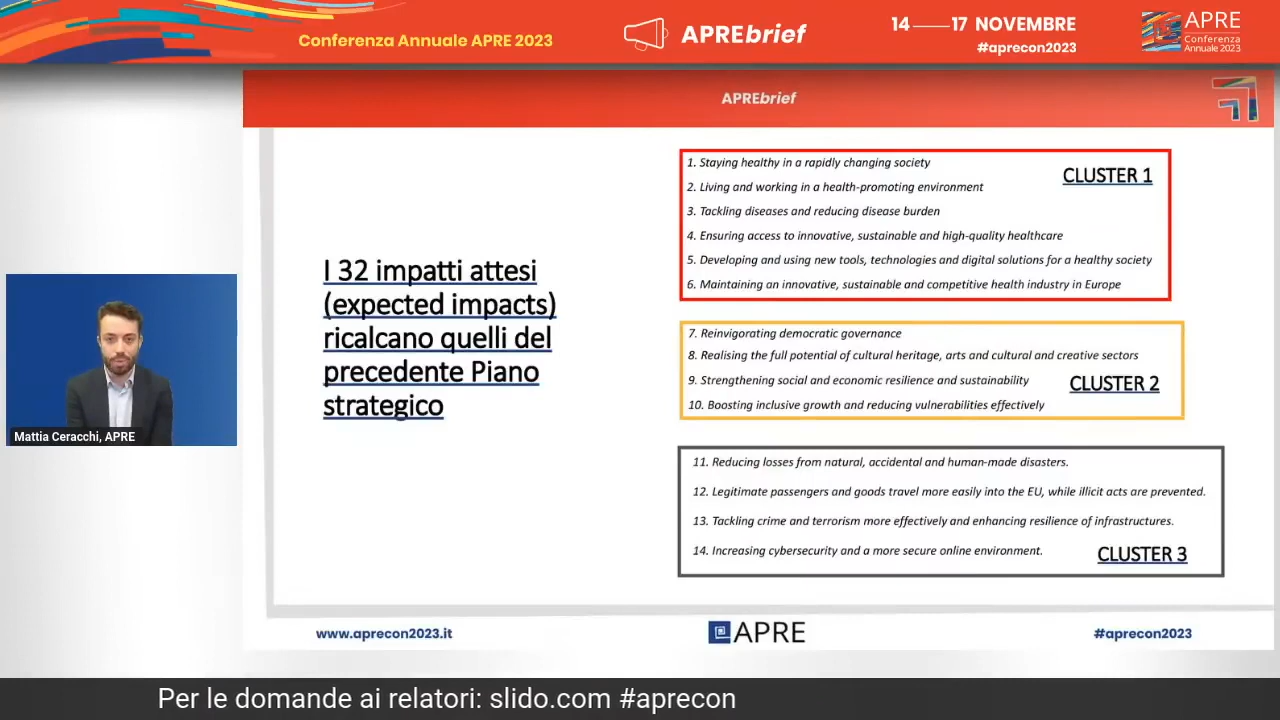 Conferenza Annuale APRE 2023
APREbrief
14 — 17 NOVEMBRE
#aprecon2023
APRE
Conferenza
Annuale 2023
APREbrief
I 32 impatti attesi
(expected impacts)
ricalcano quelli del
precedente Piano
strategico
1. Staying healthy in a rapidly changing society
CLUSTER 1
2. Living and working in a health-promoting environment
3. Tackling diseases and reducing disease burden
4. Ensuring access to innovative, sustainable and high-quality healthcare
5. Developing and using new tools, technologies and digital solutions for a healthy society
6. Maintaining an innovative, sustainable and competitive health industry in Europe
7. Reinvigorating democratic governance
8. Realising the full potential of cultural heritage, arts and cultural and creative sectors
9. Strengthening social and economic resilience and sustainability
CLUSTER 2
10. Boosting inclusive growth and reducing vulnerabilities effectively
11. Reducing losses from natural, accidental and human-made disasters.
12. Legitimate passengers and goods travel more easily into the EU, while illicit acts are prevented.
13. Tackling crime and terrorism more effectively and enhancing resilience of infrastructures.
14. Increasing cybersecurity and a more secure online environment.
CLUSTER 3
Mattia Ceracchi, APRE
www.aprecon2023.it
APRE
#aprecon2023
Per le domande ai relatori: slido.com #aprecon